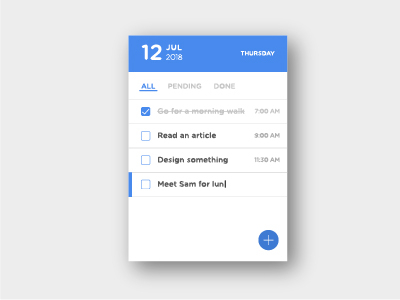 12 JUL
2018
THURSDAY
ALL PENDING DONE
Go for a morning walk 7:00 AM
Read an article 9:00 AM
Design something 11:30 AM
Meet Sam for lun